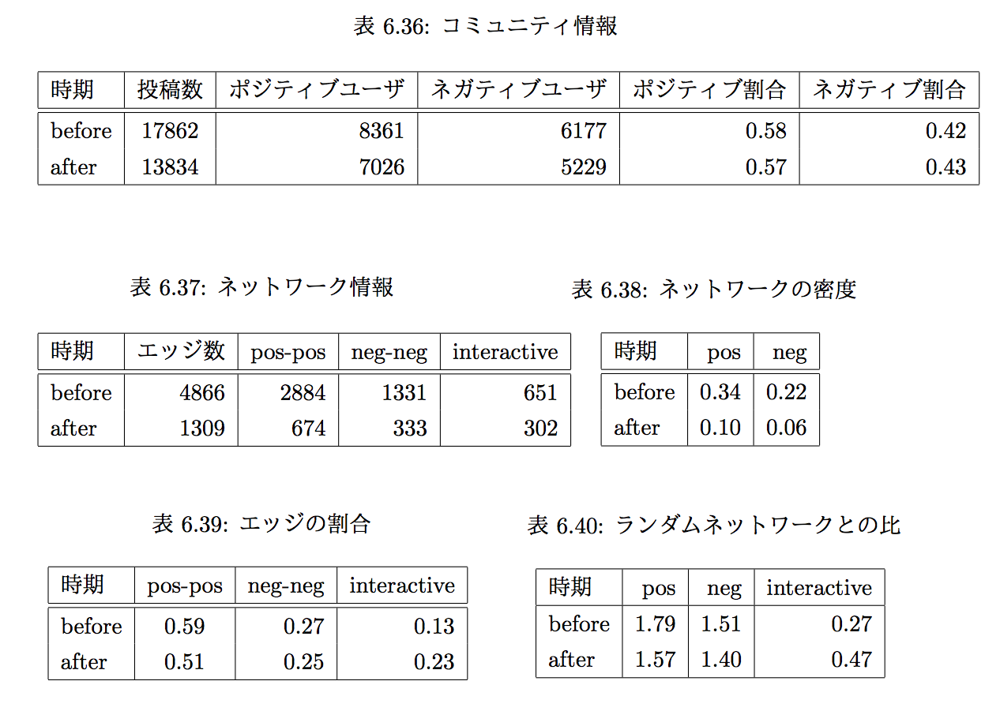 表 6.36: コミュニティ情報
時期 投稿数 ポジティブユーザ ネガティブユーザ ポジティブ割合 ネガティブ割合
before 17862 8361 6177 0.58 0.42
after 13834 7026 5229 0.57 0.43
表 6.37: ネットワーク情報
時期 エッジ数 pos-pos neg-neg interactive
before 4866 2884 1331 651
after 1309 674 333 302
表 6.38: ネットワークの密度
時期 pos neg
before 0.34 0.22
after 0.10 0.06
表 6.39: エッジの割合
時期 pos-pos neg-neg interactive
before 0.59 0.27 0.13
after 0.51 0.25 0.23
表 6.40: ランダムネットワークとの比
時期 pos neg interactive
before 1.79 1.51 0.27
after 1.57 1.40 0.47